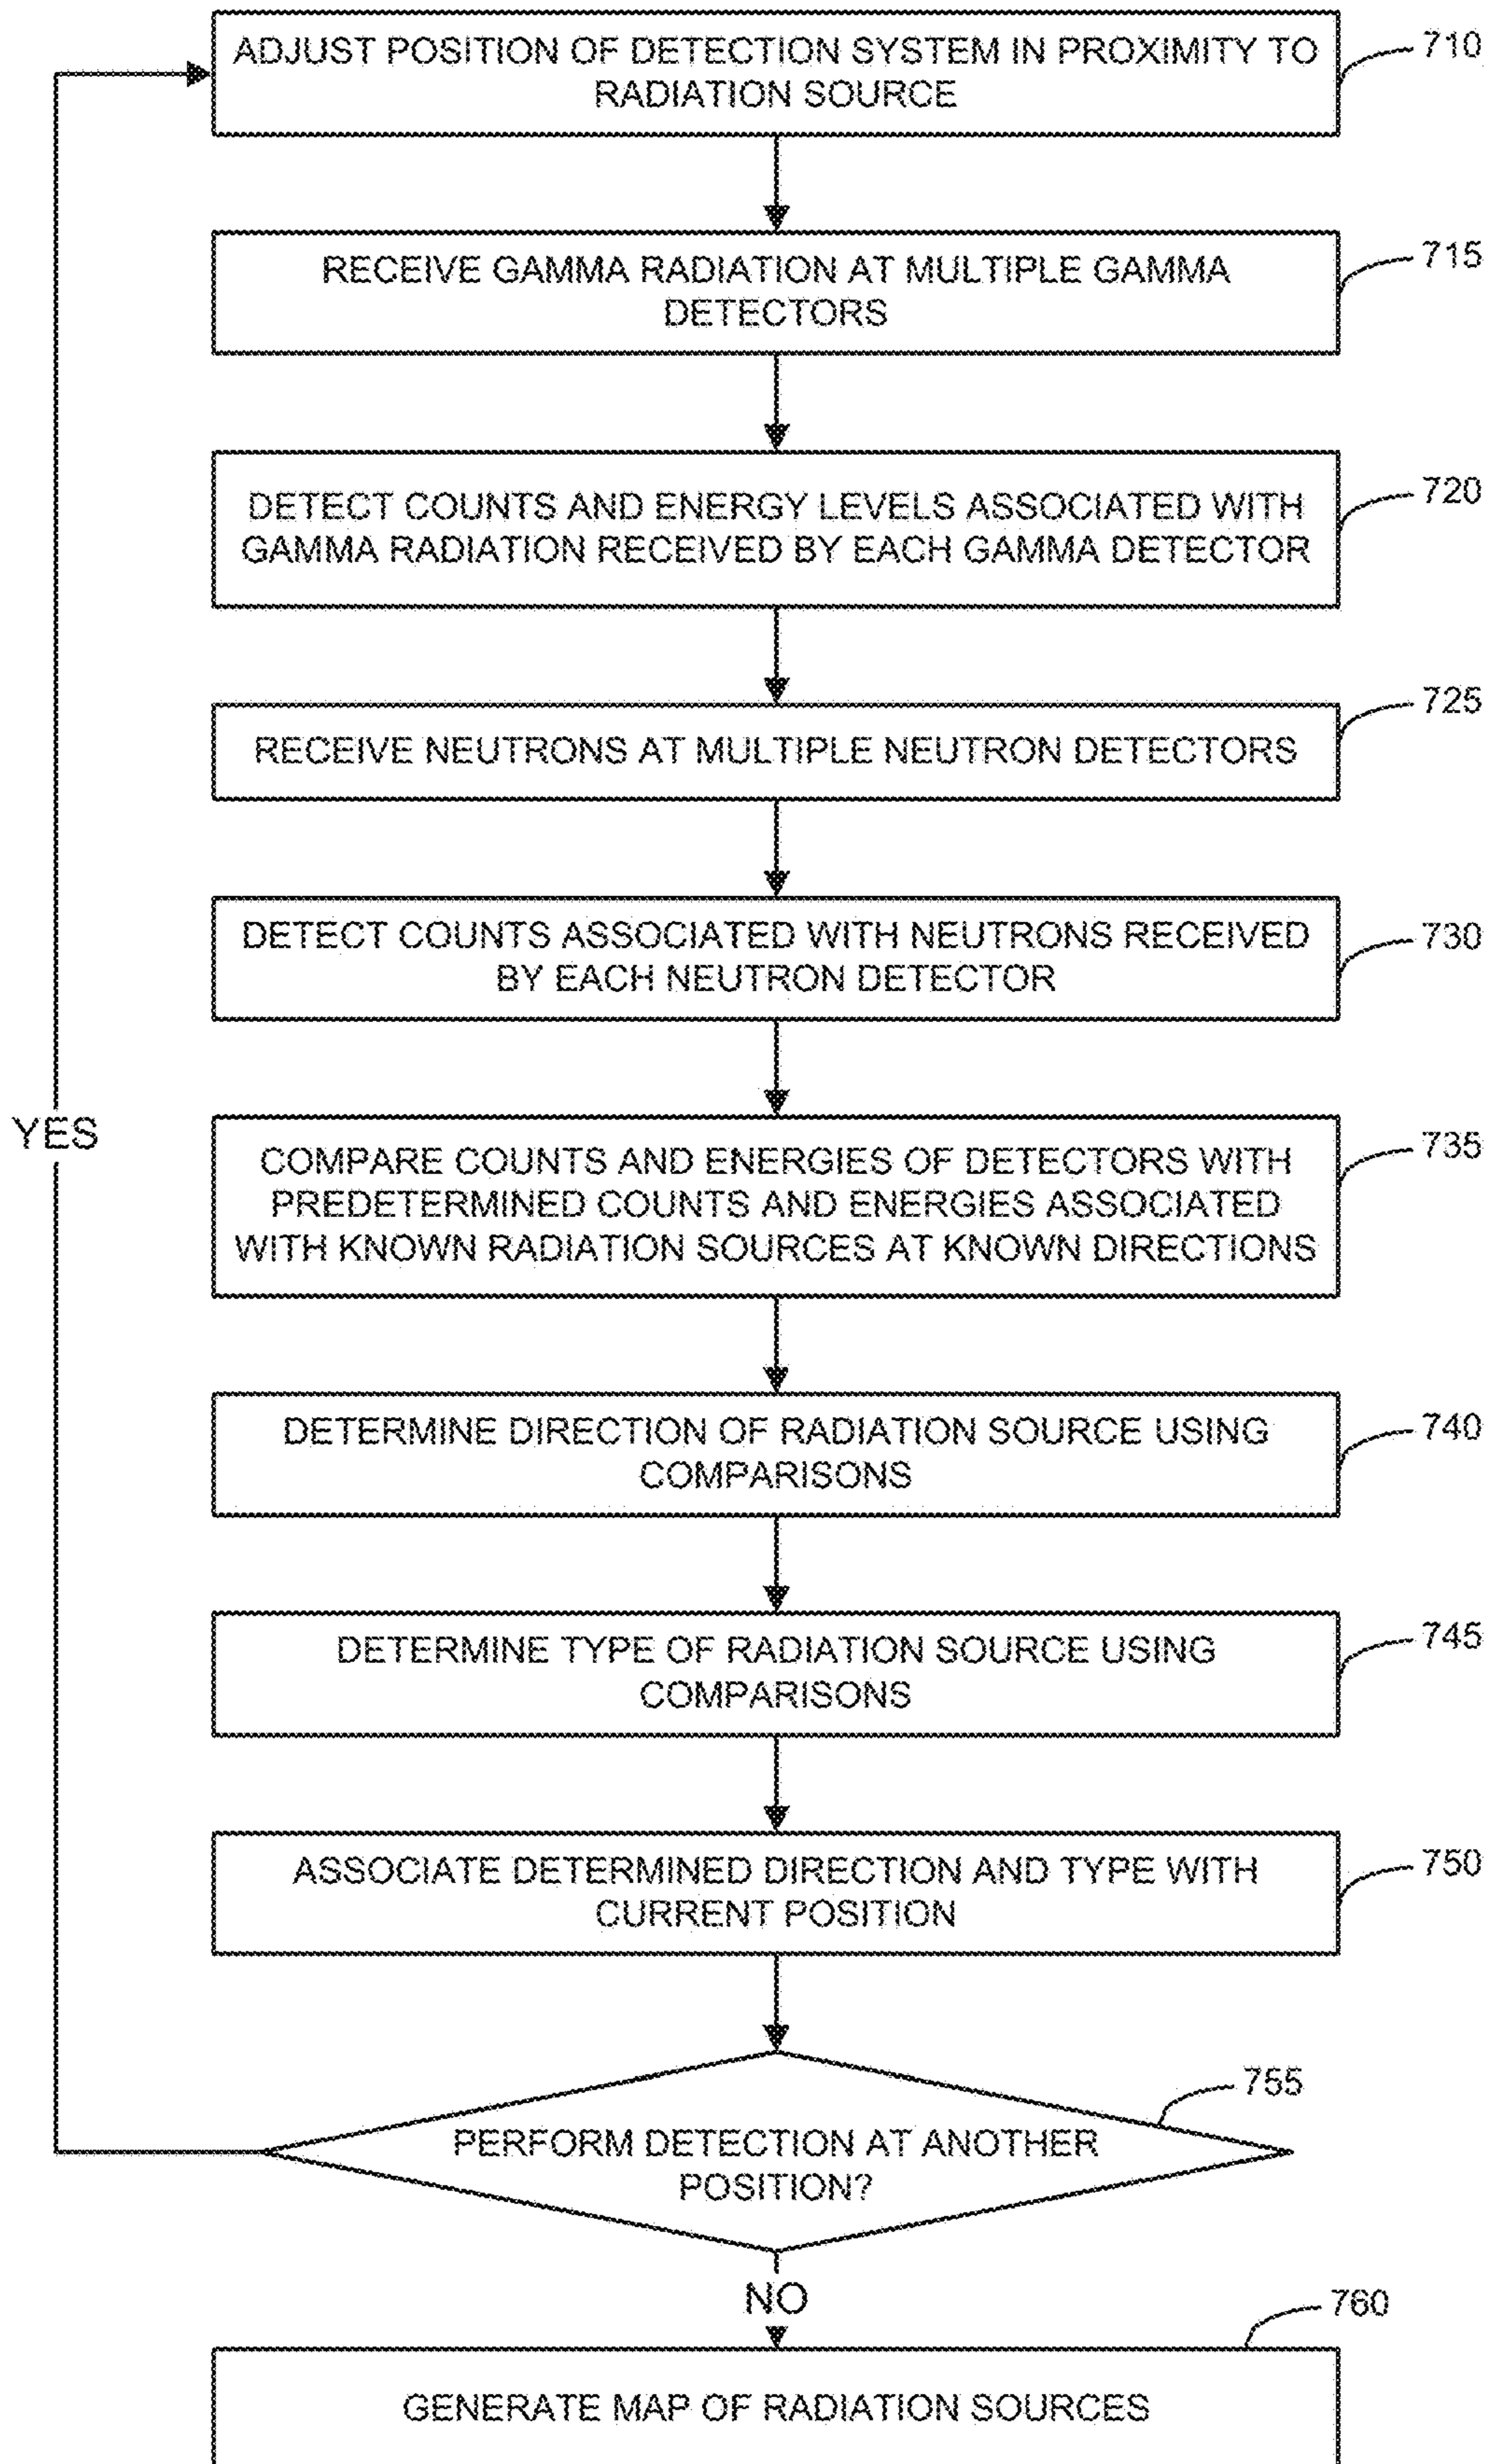 ADJUST POSITION OF DETECTION SYSTEM IN PROXIMITY TO
RADIATION SOURCE
710
RECEIVE GAMMA RADIATION AT MULTIPLE GAMMA
DETECTORS
715
DETECT COUNTS AND ENERGY LEVELS ASSOCIATED WITH
GAMMA RADIATION RECEIVED BY EACH GAMMA DETECTOR
720
RECEIVE NEUTRONS AT MULTIPLE NEUTRON DETECTORS
725
DETECT COUNTS ASSOCIATED WITH NEUTRONS RECEIVED
BY EACH NEUTRON DETECTOR
730
YES
COMPARE COUNTS AND ENERGIES OF DETECTORS WITH
PREDETERMINED COUNTS AND ENERGIES ASSOCIATED
WITH KNOWN RADIATION SOURCES AT KNOWN DIRECTIONS
735
DETERMINE DIRECTION OF RADIATION SOURCE USING
COMPARISONS
740
DETERMINE TYPE OF RADIATION SOURCE USING
COMPARISONS
745
ASSOCIATE DETERMINED DIRECTION AND TYPE WITH
CURRENT POSITION
750
PERFORM DETECTION AT ANOTHER
POSITION?
755
NO
GENERATE MAP OF RADIATION SOURCES
760